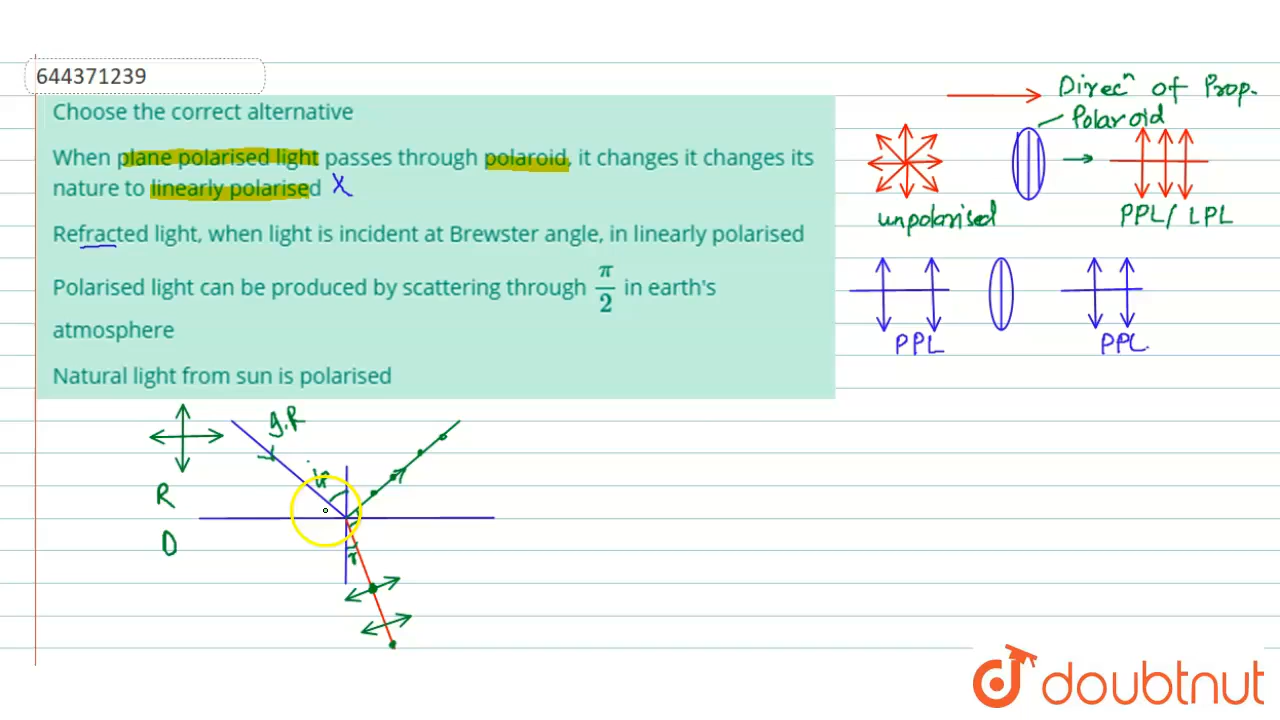 644371239
Choose the correct alternative
When plane polarised light passes through polaroid, it changes it changes its
nature to linearly polarised X
Refracted light, when light is incident at Brewster angle, in linearly polarised
Polarised light can be produced by scattering through π/2 in earth's
atmosphere
Natural light from sun is polarised
Direcⁿ of Prop.
Polaroid
unpolarised
PPL/ LPL
PPL
PPL.
R
D
r
doubtnut